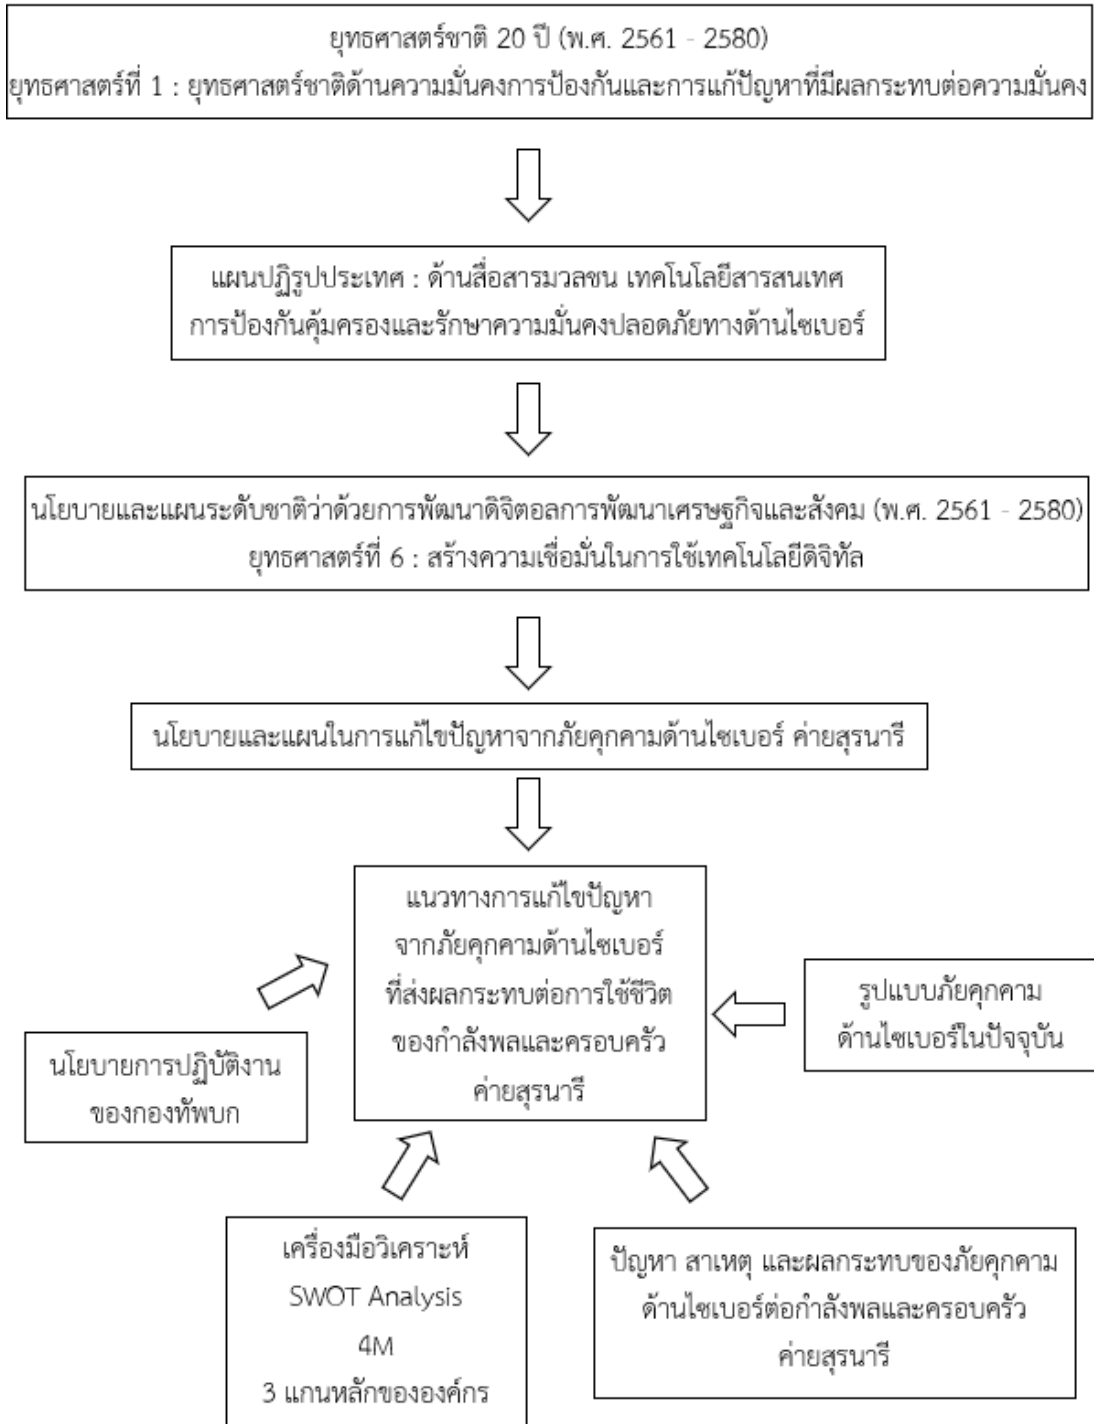 ยุทธศาสตร์ชาติ 20 ปี (พ.ศ. 2561 - 2580)
ยุทธศาสตร์ที่ 1 : ยุทธศาสตร์ชาติด้านความมั่นคงการป้องกันและการแก้ปัญหาที่มีผลกระทบต่อความมั่นคง
แผนปฏิรูปประเทศ : ด้านสื่อสารมวลชน เทคโนโลยีสารสนเทศ
การป้องกันคุ้มครองและรักษาความมั่นคงปลอดภัยทางด้านไซเบอร์
นโยบายและแผนระดับชาติว่าด้วยการพัฒนาดิจิตอลการพัฒนาเศรษฐกิจและสังคม (พ.ศ. 2561 - 2580)
ยุทธศาสตร์ที่ 6 : สร้างความเชื่อมั่นในการใช้เทคโนโลยีดิจิทัล
นโยบายและแผนในการแก้ไขปัญหาจากภัยคุกคามด้านไซเบอร์ ค่ายสุรนารี
แนวทางการแก้ไขปัญหา
จากภัยคุกคามด้านไซเบอร์
ที่ส่งผลกระทบต่อการใช้ชีวิต
ของกำลังพลและครอบครัว
ค่ายสุรนารี
รูปแบบภัยคุกคาม
ด้านไซเบอร์ในปัจจุบัน
นโยบายการปฏิบัติงาน
ของกองทัพบก
เครื่องมือวิเคราะห์
SWOT Analysis
4M
3 แกนหลักขององค์กร
ปัญหา สาเหตุ และผลกระทบของภัยคุกคาม
ด้านไซเบอร์ต่อกำลังพลและครอบครัว
ค่ายสุรนารี